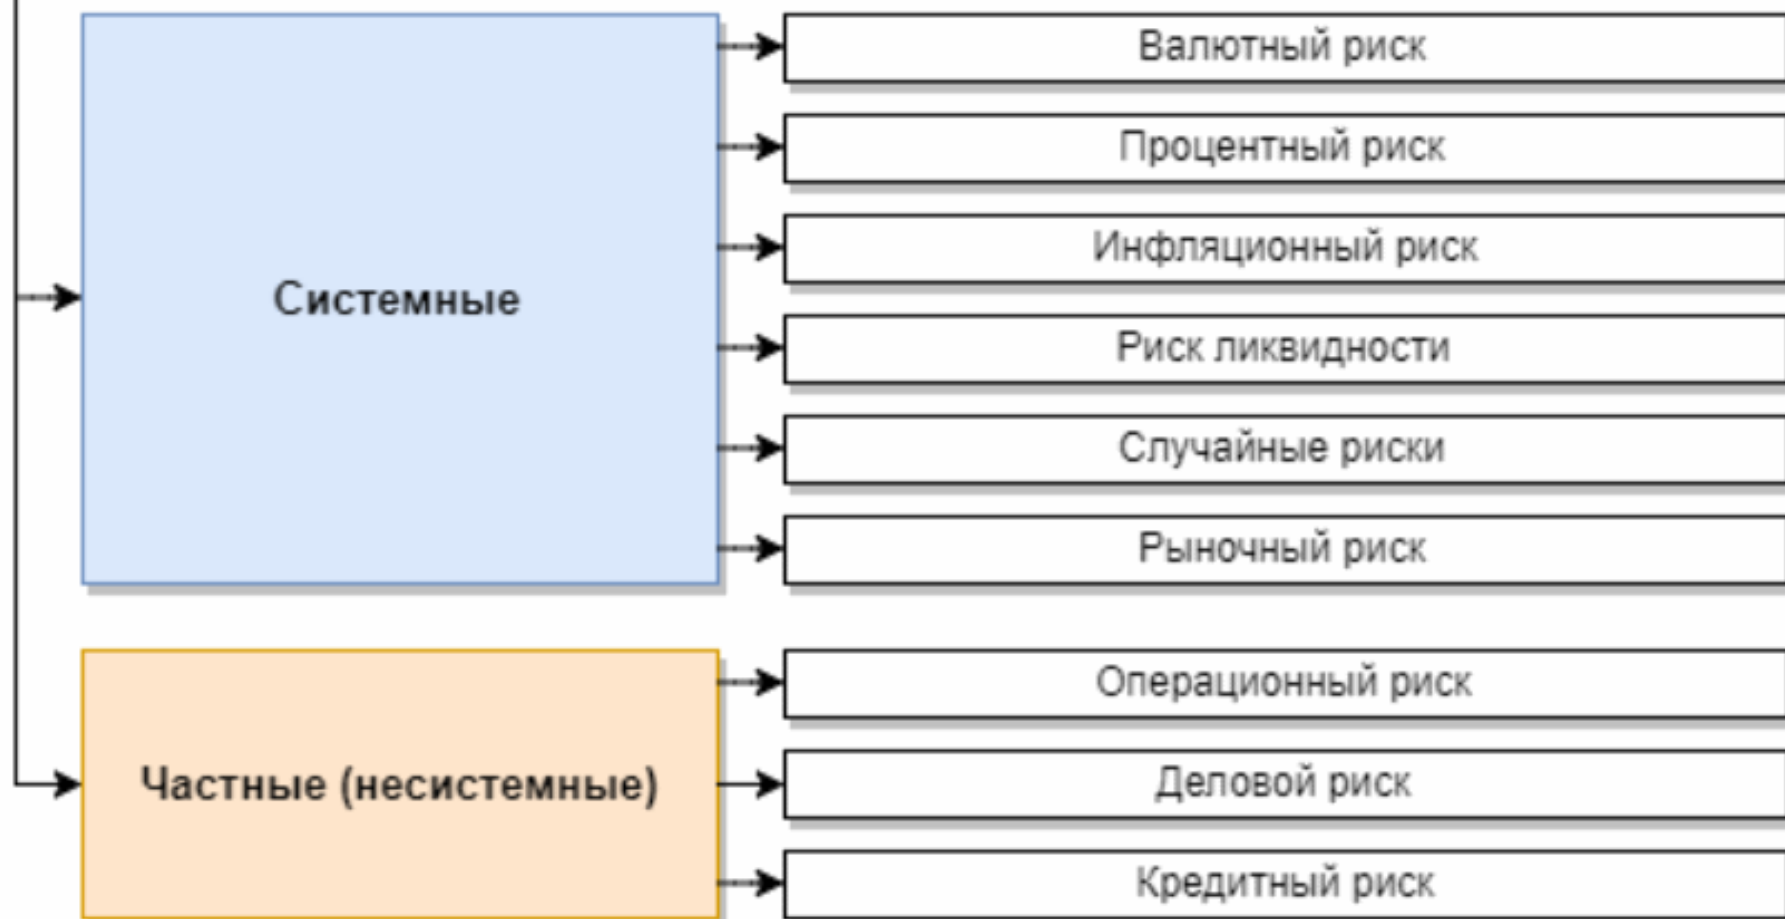 Валютный риск
Процентный риск
Инфляционный риск
Системные
Риск ликвидности
Случайные риски
Рыночный риск
Операционный риск
Частные (несистемные)
Деловой риск
Кредитный риск